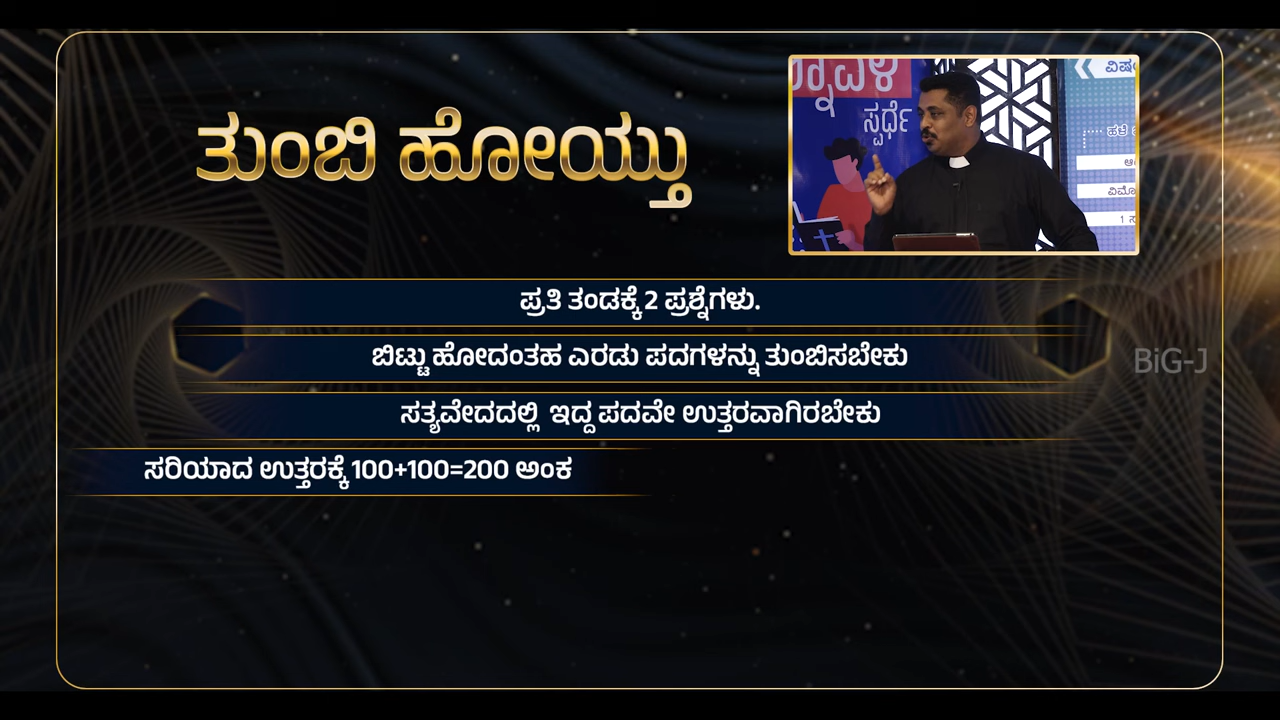 ತುಂಬಿ ಹೋಯ್ತು
ಸ್ಪರ್ಧೆ
ಪ್ರತಿ ತಂಡಕ್ಕೆ 2 ಪ್ರಶ್ನೆಗಳು.
ಬಿಟ್ಟು ಹೋದಂತಹ ಎರಡು ಪದಗಳನ್ನು ತುಂಬಿಸಬೇಕು
BiG-J
ಸತ್ಯವೇದದಲ್ಲಿ ಇದ್ದ ಪದವೇ ಉತ್ತರವಾಗಿರಬೇಕು
ಸರಿಯಾದ ಉತ್ತರಕ್ಕೆ 100+100=200 ಅಂಕ